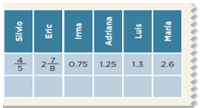 Silvio Eric Irma Adriana Luis María
4/5 2 7/8 0.75 1.25 1.3 2.6